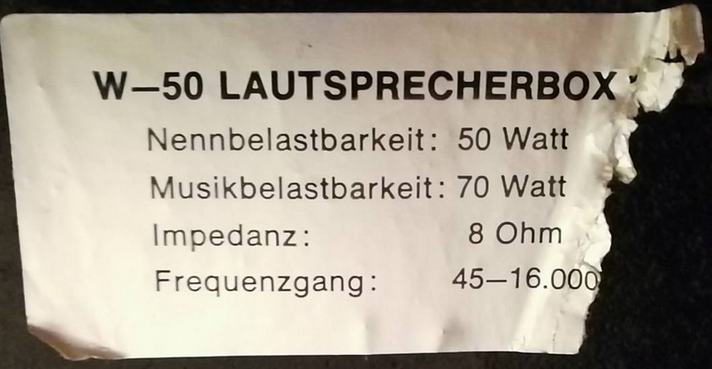 W–50 LAUTSPRECHERBOX
Nennbelastbarkeit: 50 Watt
Musikbelastbarkeit: 70 Watt
Impedanz: 8 Ohm
Frequenzgang: 45–16.000